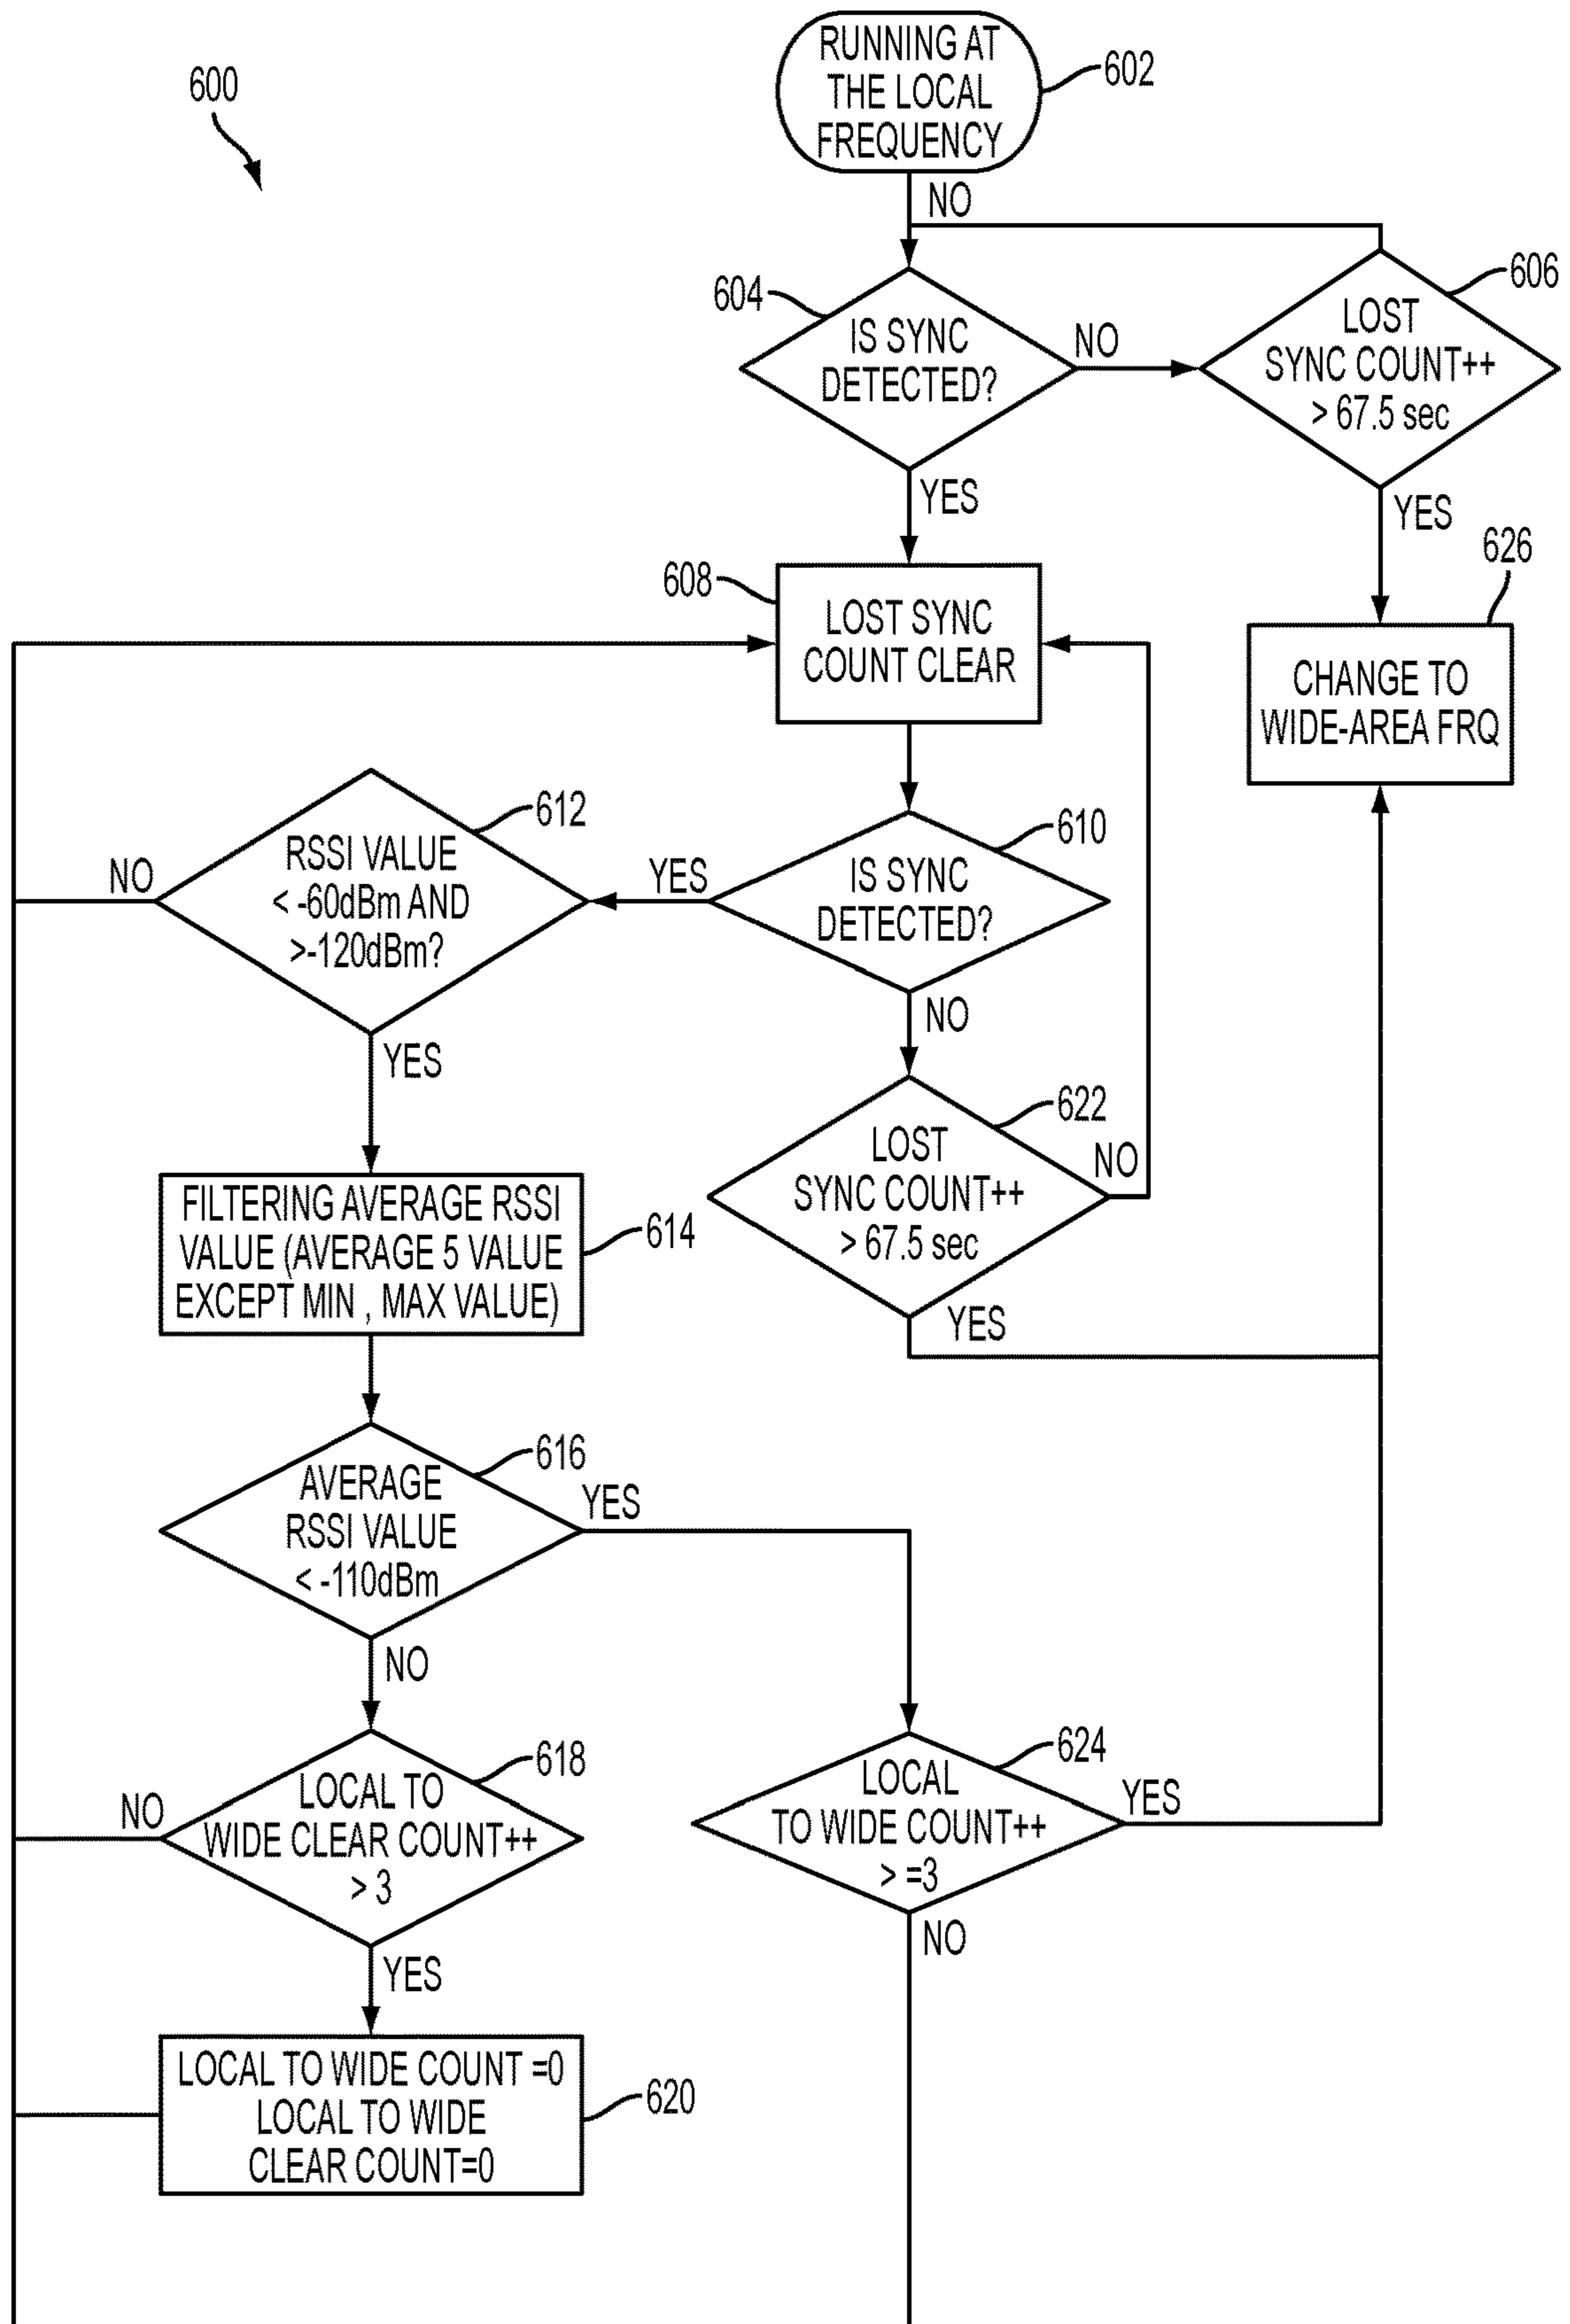 600
RUNNING AT
THE LOCAL
FREQUENCY
602
NO
604
IS SYNC
DETECTED?
NO
606
LOST
SYNC COUNT++
> 67.5 sec
YES
YES
626
608
LOST SYNC
COUNT CLEAR
CHANGE TO
WIDE-AREA FRQ
612
RSSI VALUE
< -60dBm AND
>-120dBm?
NO
YES
610
IS SYNC
DETECTED?
NO
YES
622
LOST
SYNC COUNT++
> 67.5 sec
NO
YES
FILTERING AVERAGE RSSI
VALUE (AVERAGE 5 VALUE
EXCEPT MIN , MAX VALUE)
614
616
AVERAGE
RSSI VALUE
< -110dBm
YES
NO
618
LOCAL TO
WIDE CLEAR COUNT++
> 3
NO
624
LOCAL
TO WIDE COUNT++
> =3
YES
NO
YES
LOCAL TO WIDE COUNT =0
LOCAL TO WIDE
CLEAR COUNT=0
620